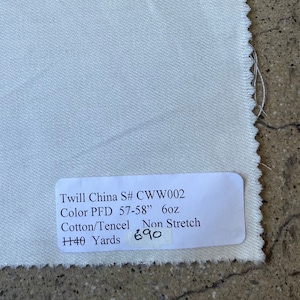 Twill China S# CWW002
Color PFD 57-58” 6oz
Cotton/Tencel Non Stretch
1140 Yards 690